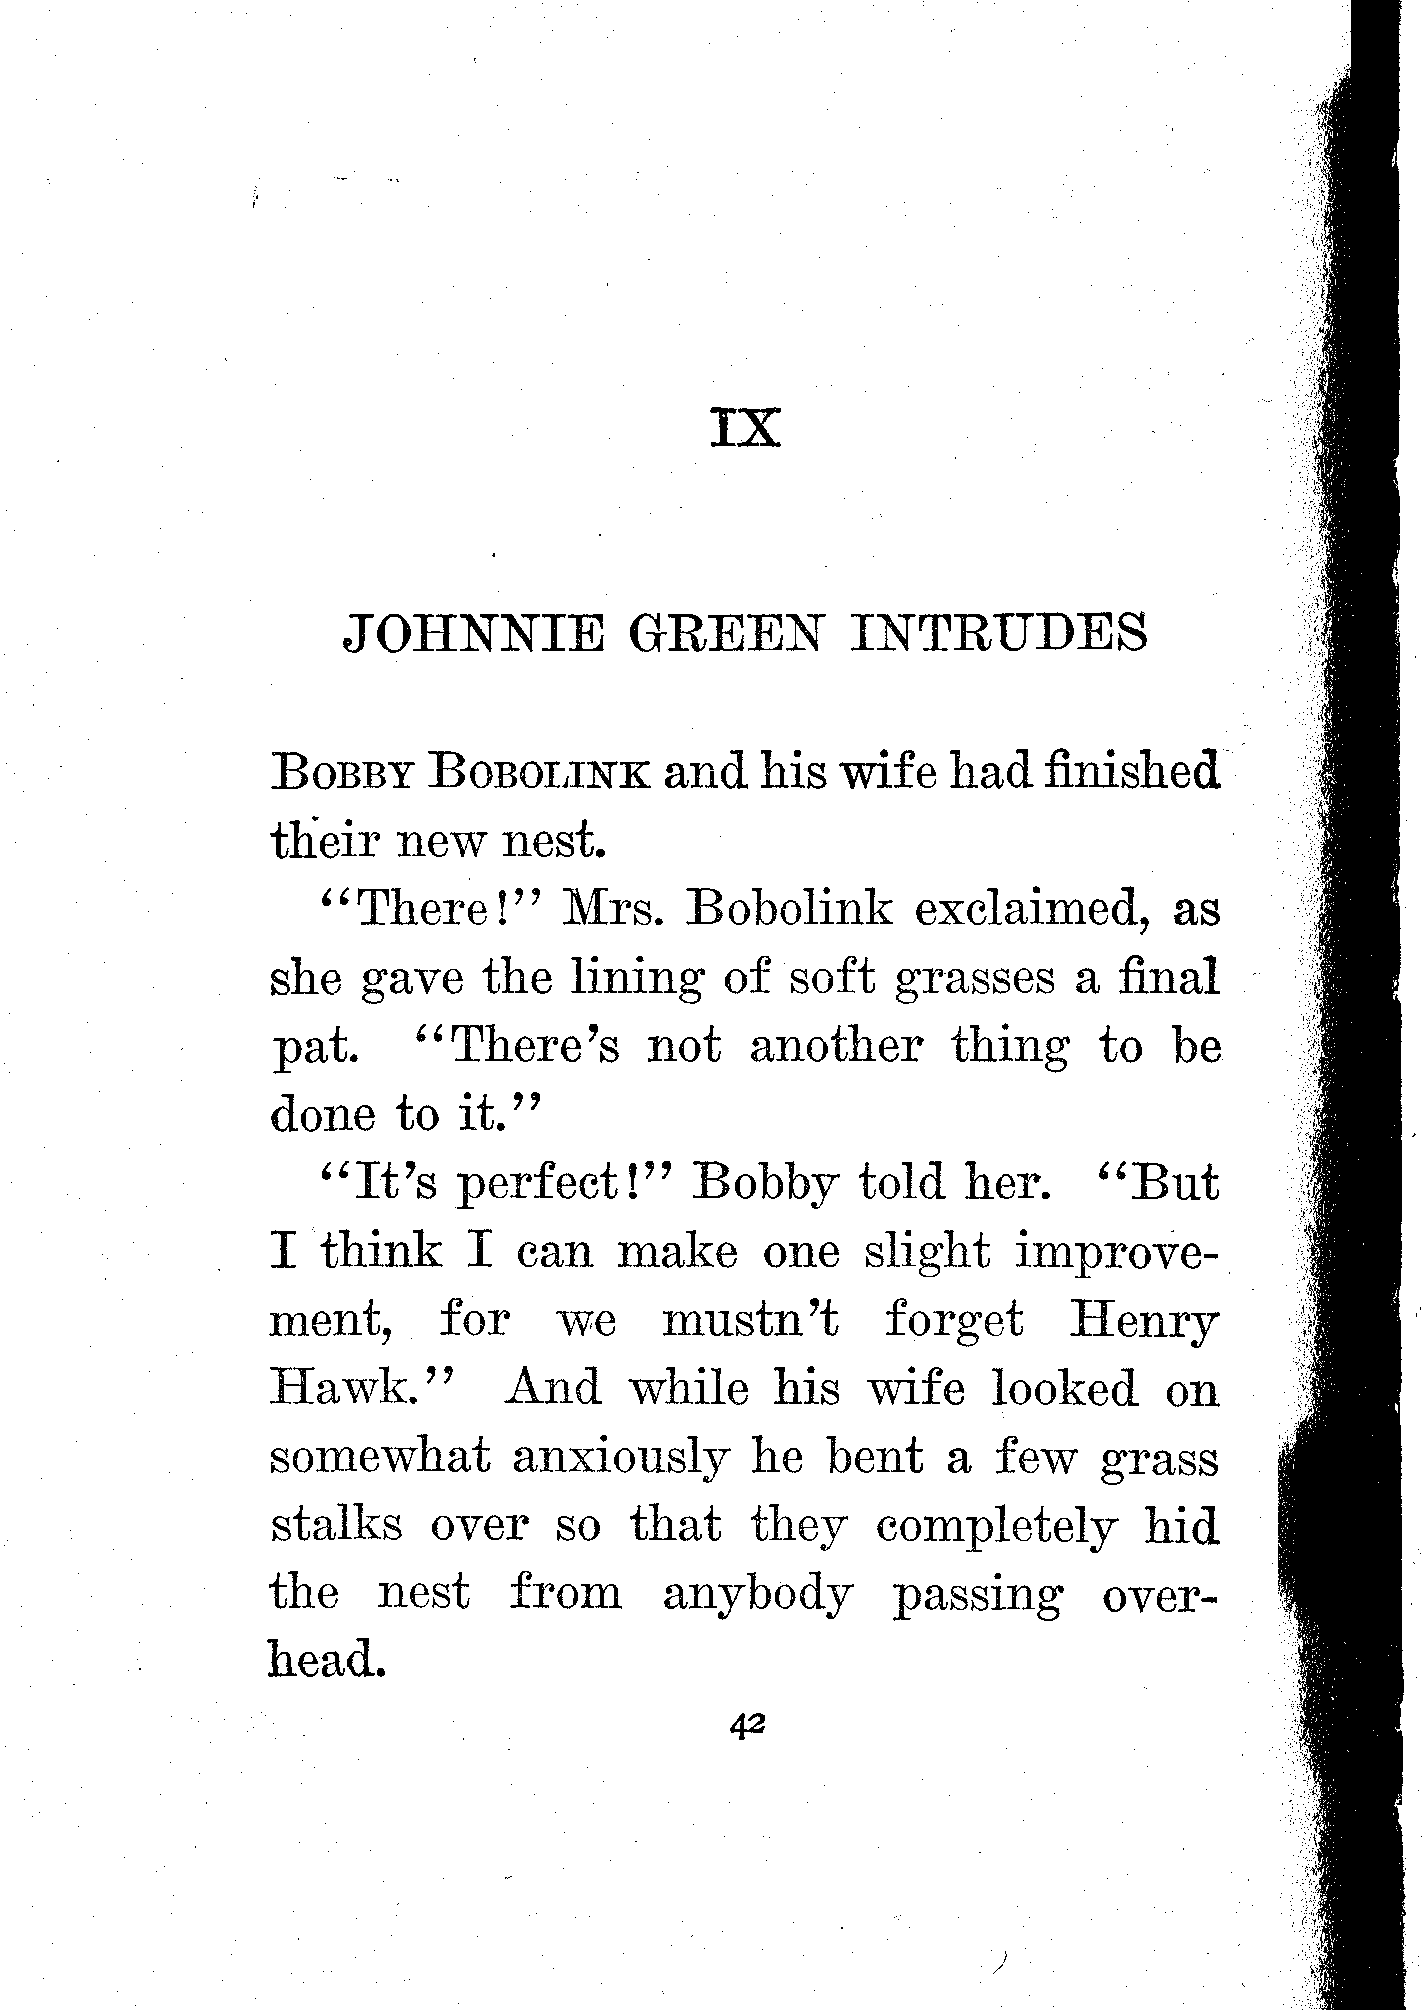 IX
JOHNNIE GREEN INTRUDES
BOBBY BOBOLINK and his wife had finished
their new nest.
"There!" Mrs. Bobolink exclaimed, as
she gave the lining of soft grasses a final
pat. "There's not another thing to be
done to it."
"It's perfect!" Bobby told her. "But
I think I can make one slight improve-
ment, for we mustn't forget Henry
Hawk." And while his wife looked on
somewhat anxiously he bent a few grass
stalks over so that they completely hid
the nest from anybody passing over-
head.
42